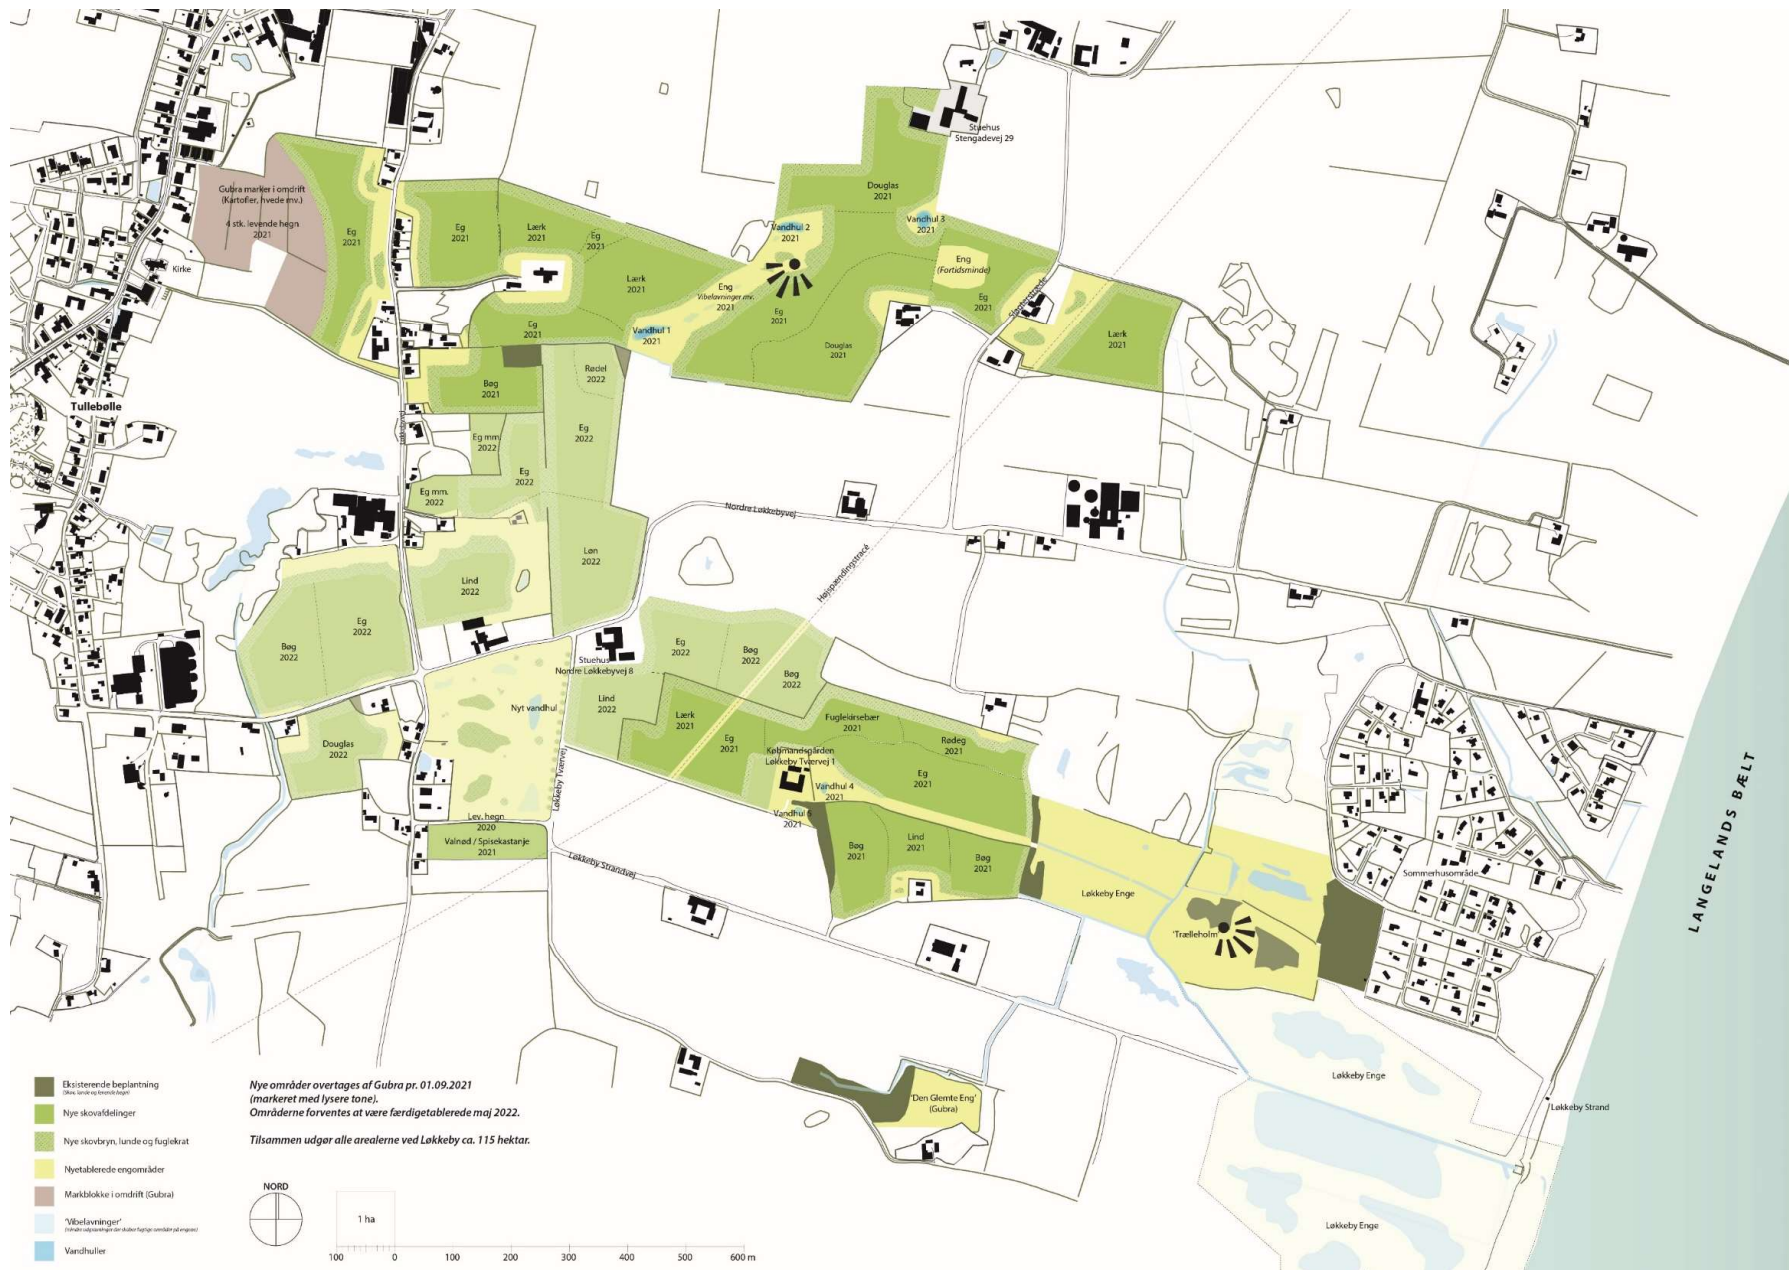 Stuehus
Stengadevej 29
Douglas
2021
Gubra marker i omdrift
(Kartofler, hvede mv.)
4 stk. levende hegn
2021
Eg
2021
Eg
2021
Lærk
2021
Eg
2021
Vandhul 2
2021
Vandhul 3
2021
Kirke
Lærk
2021
Eng
Vibelavninger mv.
2021
Eng
(Fortidsminde)
Eg
2021
Eg
2021
Eg
2021
Vandhul 1
2021
Douglas
2021
Lærk
2021
Tullebølle
Bøg
2021
Rødel
2022
Eg mm.
2022
Eg
2022
Eg
2022
Eg mm.
2022
Nordre Løkkebyvej
Løn
2022
Højspændingstracé
Lind
2022
Eg
2022
Bøg
2022
Stuehus
Nordre Løkkebyvej 8
Eg
2022
Bøg
2022
Bøg
2022
Nyt vandhul
Lind
2022
Lærk
2021
Fuglekirsebær
2021
Eg
2021
Rødeg
2021
Douglas
2022
Løkkeby Tværvej
Købmandsgården
Løkkeby Tværvej 1
Eg
2021
Vandhul 4
2021
Vandhul 5
2021
Lev. hegn
2020
Valnød / Spisekastanje
2021
Bøg
2021
Lind
2021
Bøg
2021
Løkkeby Strandvej
Løkkeby Enge
Sommerhusområde
'Trælleholm'
LANGELANDS BÆLT
Løkkeby Enge
'Den Glemte Eng'
(Gubra)
Løkkeby Strand
Løkkeby Enge
Eksisterende beplantning
Nye skovafdelinger
Nye skovbryn, lunde og fuglekrat
Nyetablerede engområder
Markblokke i omdrift (Gubra)
'Vibelavninger'
Vandhuller
Nye områder overtages af Gubra pr. 01.09.2021
(markeret med lysere tone).
Områderne forventes at være færdigetablerede maj 2022.
Tilsammen udgør alle arealerne ved Løkkeby ca. 115 hektar.
NORD
1 ha
100 0 100 200 300 400 500 600 m